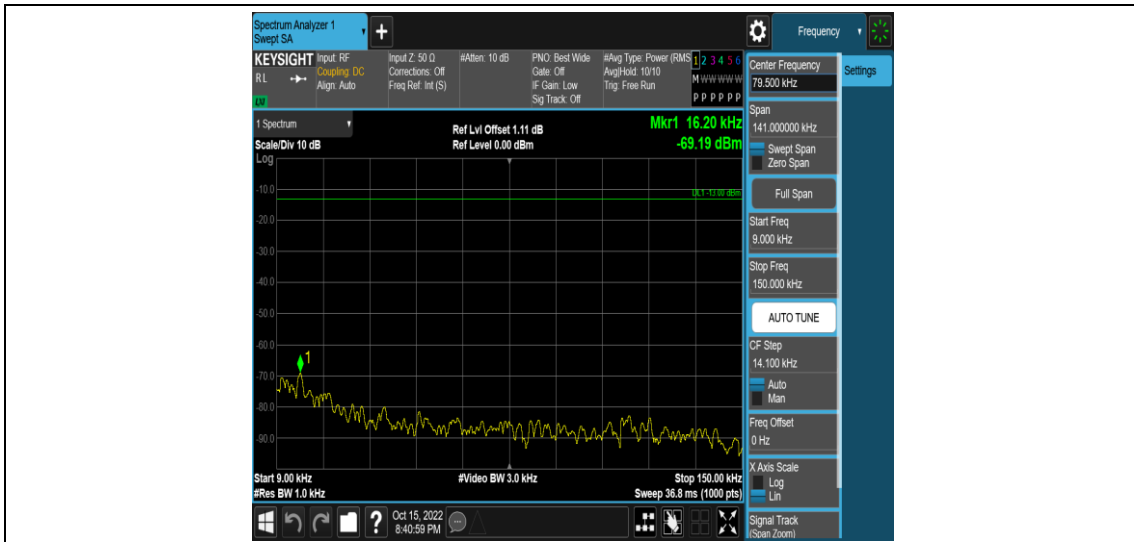 Spectrum Analyzer 1
Swept SA
+
Frequency
KEYSIGHT
RL
LXI
Input: RF
Coupling: DC
Align: Auto
Input Z: 50 Ω
Corrections: Off
Freq Ref: Int (S)
#Atten: 10 dB
PNO: Best Wide
Gate: Off
IF Gain: Low
Sig Track: Off
#Avg Type: Power (RMS
Avg|Hold: 10/10
Trig: Free Run
1 2 3 4 5 6
M W W W W W
P P P P P P
Center Frequency
79.500 kHz
Settings
1 Spectrum
Scale/Div 10 dB
Log
Ref Lvl Offset 1.11 dB
Ref Level 0.00 dBm
Mkr1 16.20 kHz
-69.19 dBm
DL1 -13.00 dBm
-10.0
-20.0
-30.0
-40.0
-50.0
-60.0
-70.0
-80.0
-90.0
1
Start 9.00 kHz
#Res BW 1.0 kHz
#Video BW 3.0 kHz
Stop 150.00 kHz
Sweep 36.8 ms (1000 pts)
Span
141.000000 kHz
Swept Span
Zero Span
Full Span
Start Freq
9.000 kHz
Stop Freq
150.000 kHz
AUTO TUNE
CF Step
14.100 kHz
Auto
Man
Freq Offset
0 Hz
X Axis Scale
Log
Lin
Signal Track
(Span Zoom)
?
Oct 15, 2022
8:40:59 PM